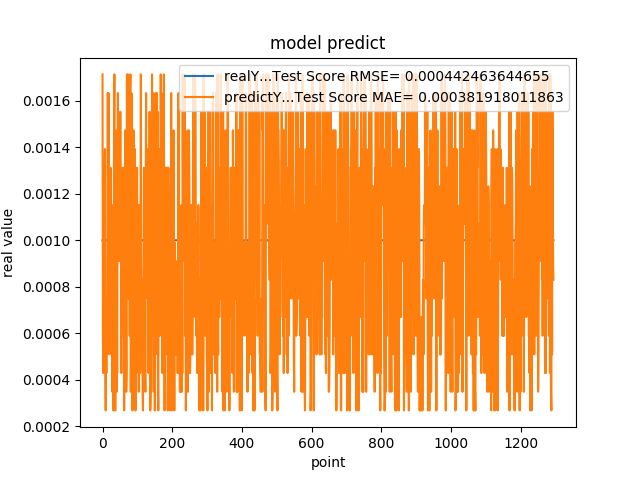 model predict
realY...Test Score RMSE= 0.000442463644655
predictY...Test Score MAE= 0.000381918011863
0.0016
0.0014
0.0012
0.0010
0.0008
0.0006
0.0004
0.0002
real value
0 200 400 600 800 1000 1200
point